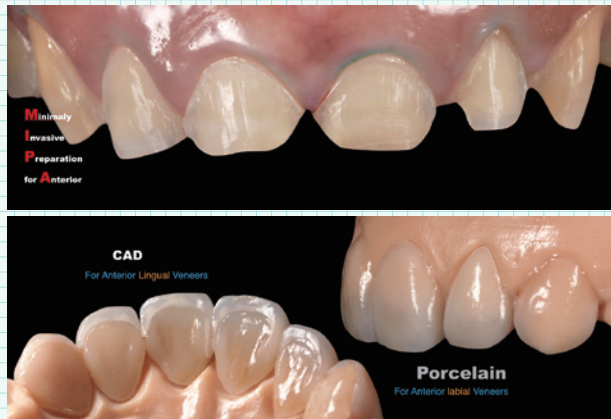 Minimaly
Invasive
Preparation
for Anterior
CAD
For Anterior Lingual Veneers
Porcelain
For Anterior labial Veneers